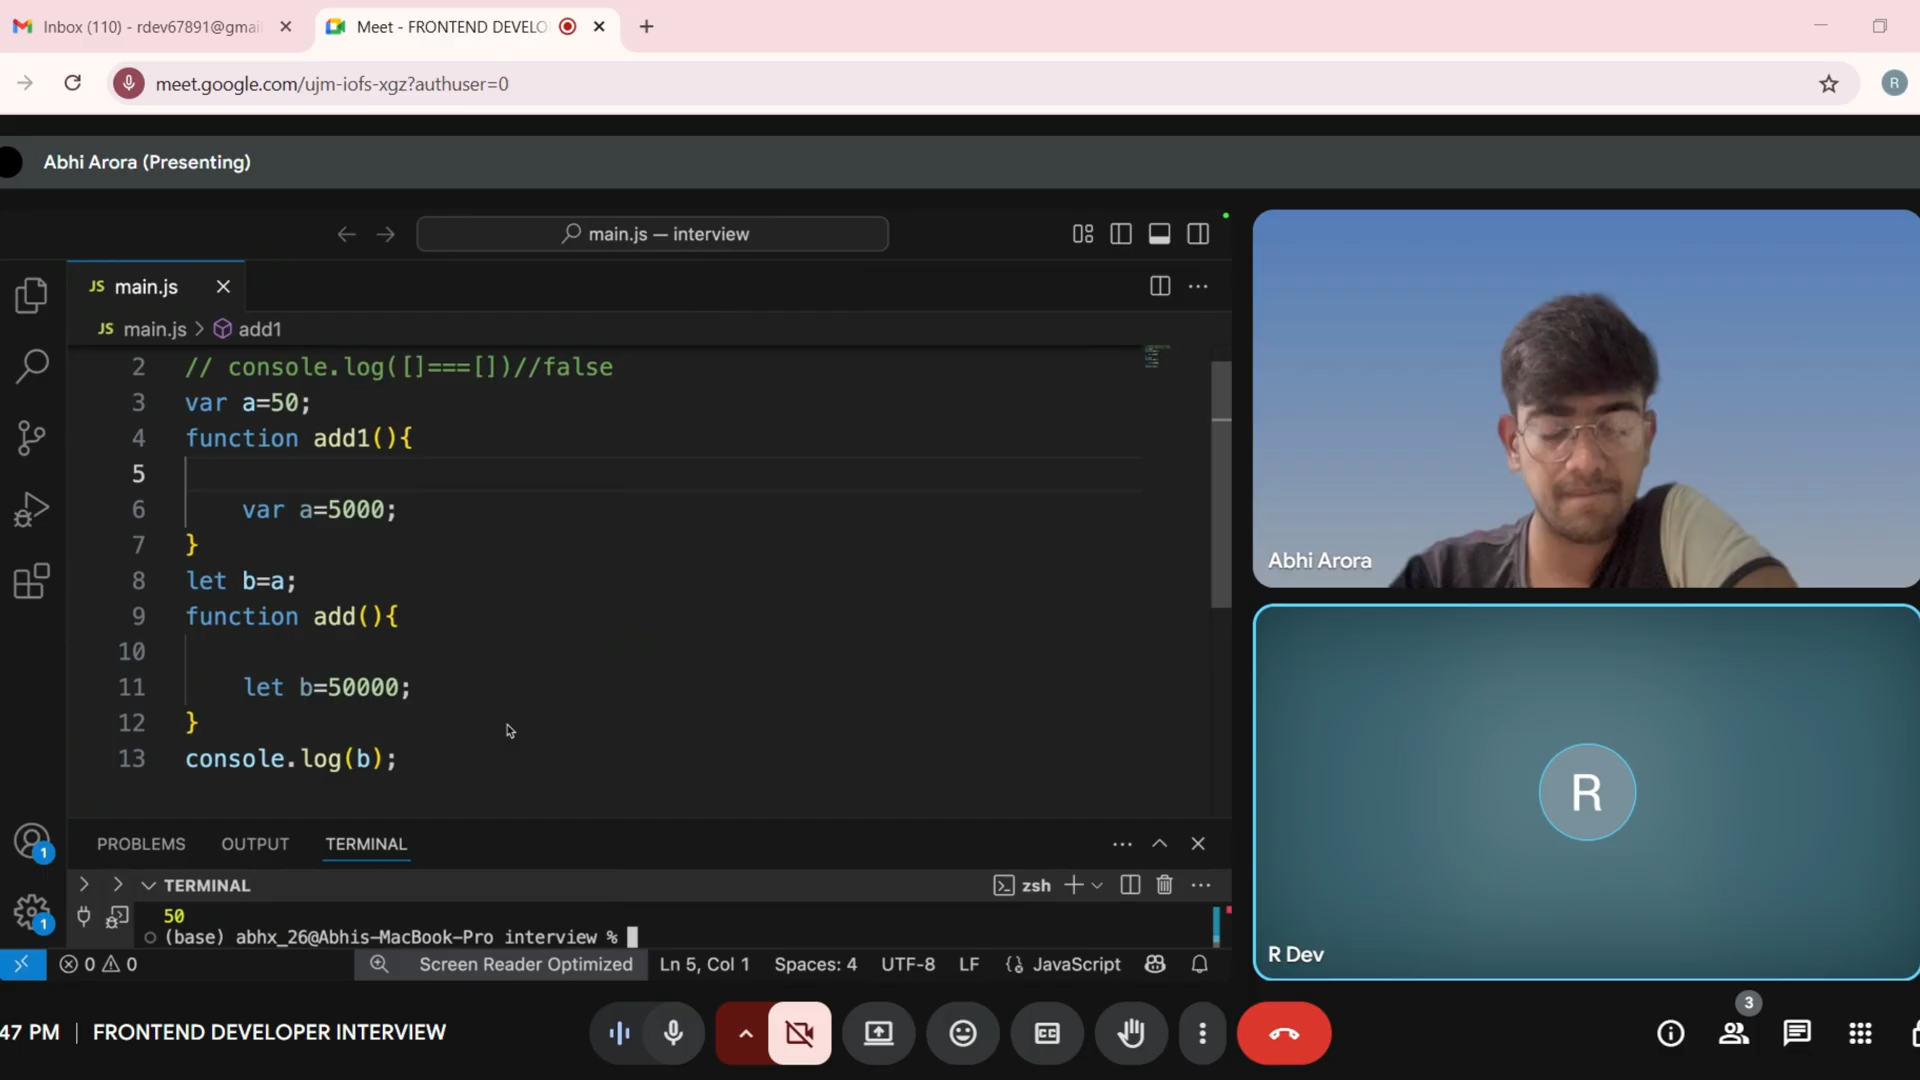 Inbox (110) - rdev67891@gmai
Meet - FRONTEND DEVELO
meet.google.com/ujm-iofs-xgz?authuser=0
R
Abhi Arora (Presenting)
main.js — interview
JS main.js
JS main.js > add1
2 // console.log([]===[])//false
3 var a=50;
4 function add1(){
5
6 var a=5000;
7 }
8 let b=a;
9 function add(){
10
11 let b=50000;
12 }
13 console.log(b);
PROBLEMS OUTPUT TERMINAL
TERMINAL
zsh
50
(base) abhx_26@Abhis-MacBook-Pro interview %
1
1
0 0 Screen Reader Optimized Ln 5, Col 1 Spaces: 4 UTF-8 LF {} JavaScript
Abhi Arora
R
R Dev
47 PM | FRONTEND DEVELOPER INTERVIEW
CC
3